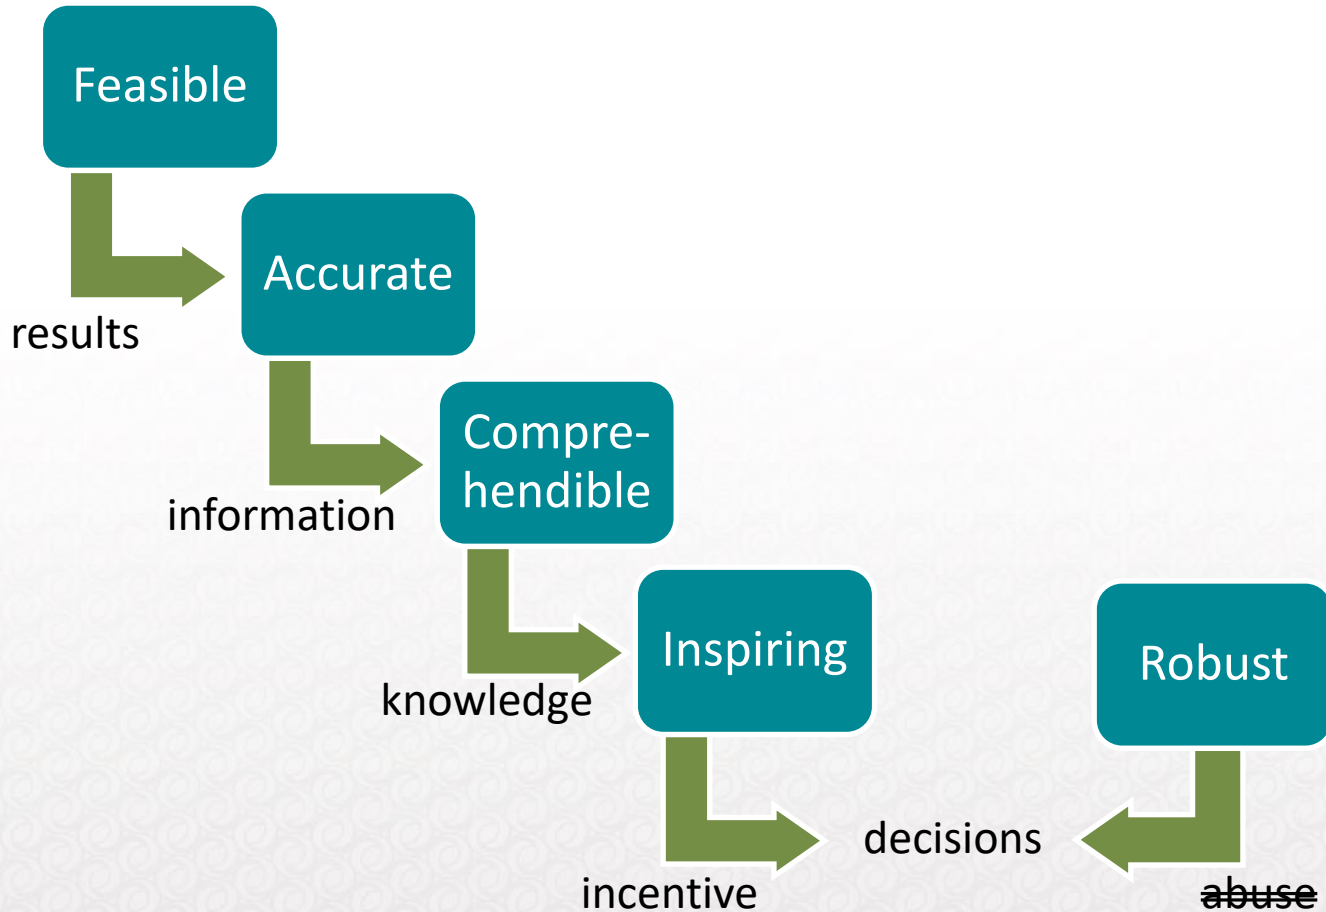 Feasible
results
Accurate
information
Compre-
hendible
knowledge
Inspiring
incentive
decisions
Robust
abuse